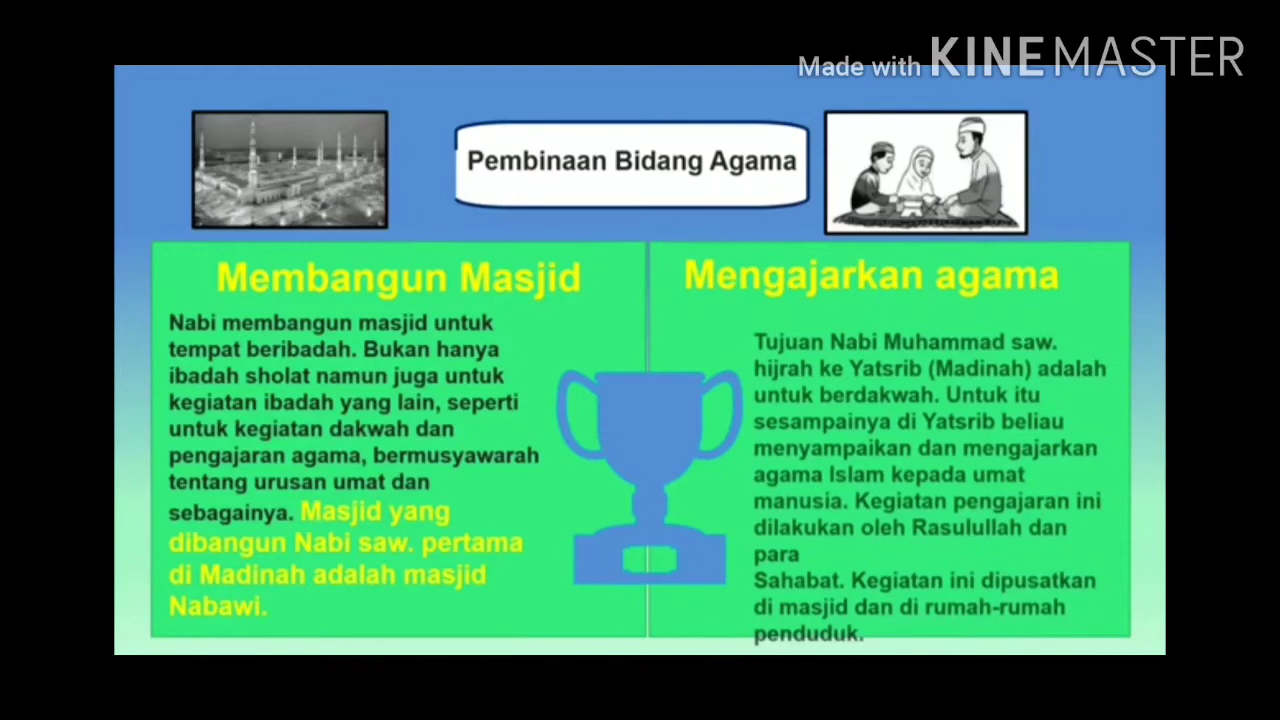 Made with KINEMASTER
Pembinaan Bidang Agama
Membangun Masjid
Nabi membangun masjid untuk
tempat beribadah. Bukan hanya
ibadah sholat namun juga untuk
kegiatan ibadah yang lain, seperti
untuk kegiatan dakwah dan
pengajaran agama, bermusyawarah
tentang urusan umat dan
sebagainya. Masjid yang
dibangun Nabi saw. pertama
di Madinah adalah masjid
Nabawi.
Mengajarkan agama
Tujuan Nabi Muhammad saw.
hijrah ke Yatsrib (Madinah) adalah
untuk berdakwah. Untuk itu
sesampainya di Yatsrib beliau
menyampaikan dan mengajarkan
agama Islam kepada umat
manusia. Kegiatan pengajaran ini
dilakukan oleh Rasulullah dan
para
Sahabat. Kegiatan ini dipusatkan
di masjid dan di rumah-rumah
penduduk.